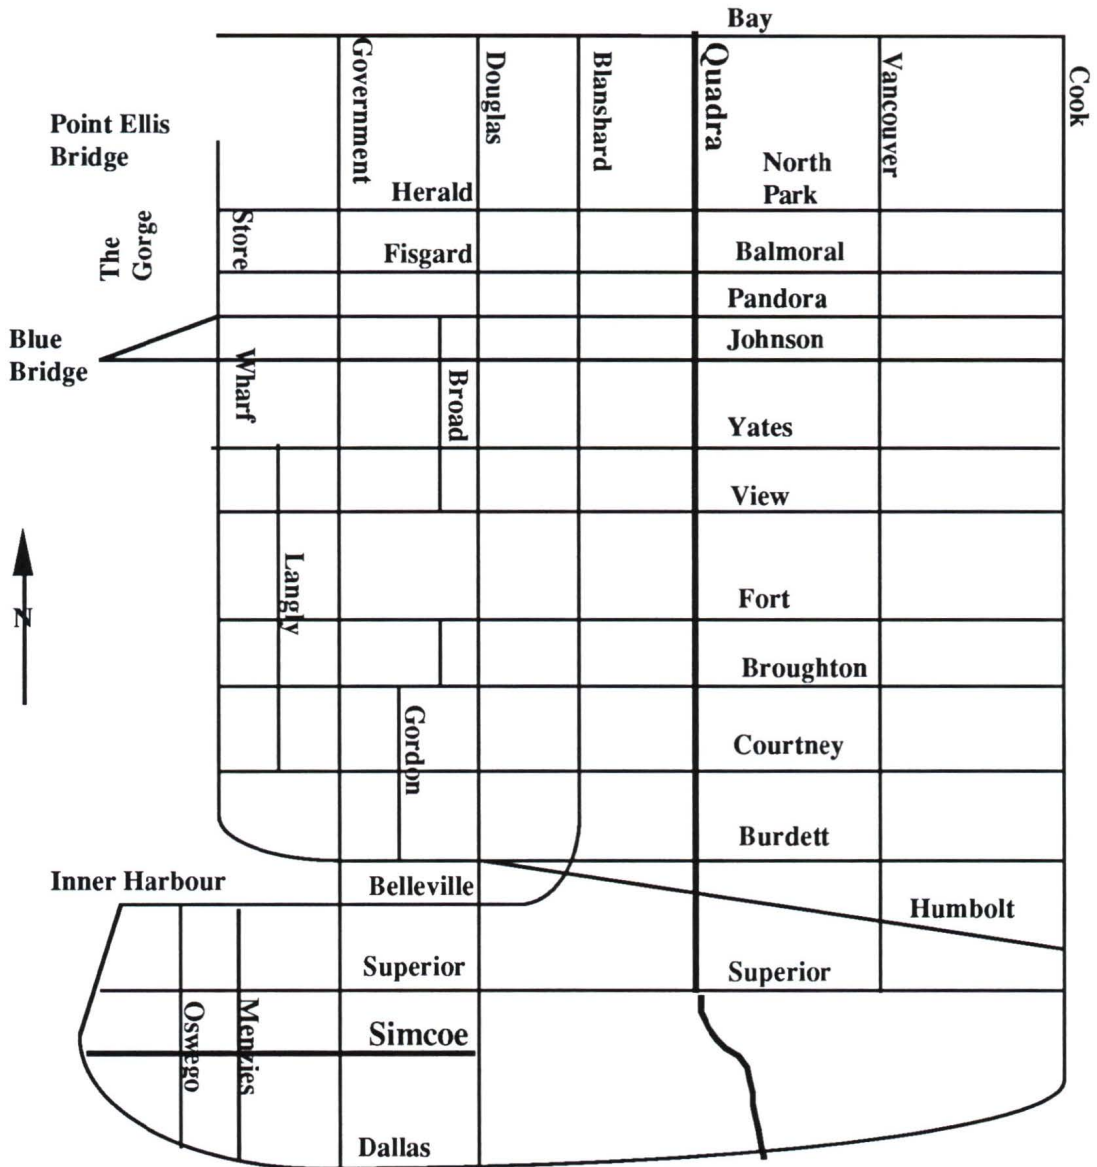 Bay
Government
Douglas
Blanshard
Quadra
Vancouver
Cook
Point Ellis
Bridge
North
Park
Herald
The
Gorge
Store
Fisgard
Balmoral
Pandora
Blue
Bridge
Johnson
Wharf
Broad
Yates
View
Langly
Fort
N
Broughton
Gordon
Courtney
Burdett
Inner Harbour
Belleville
Humbolt
Superior
Superior
Oswego
Menzies
Simcoe
Dallas